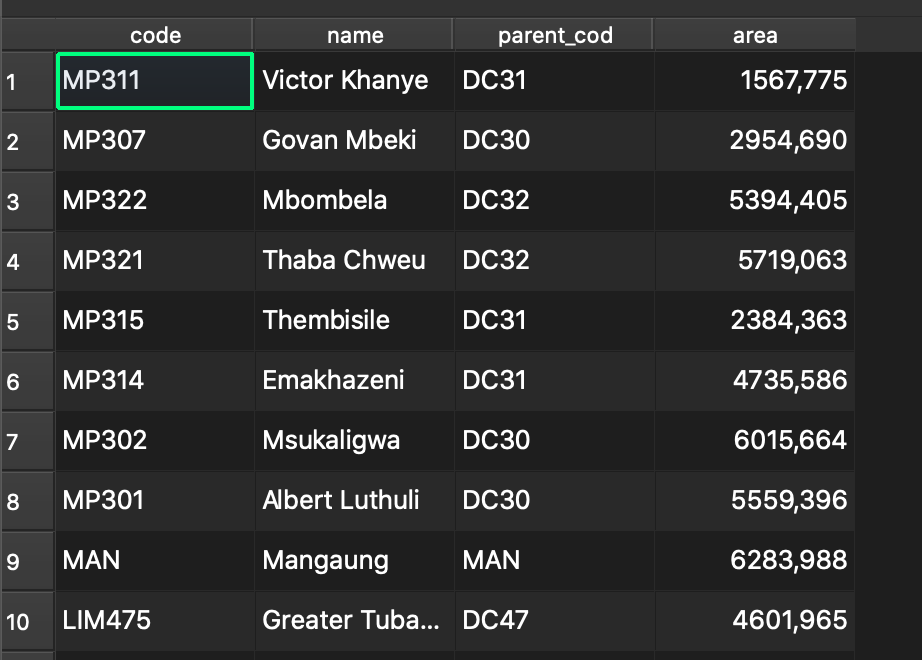 code name parent_cod area
1 MP311 Victor Khanye DC31 1567,775
2 MP307 Govan Mbeki DC30 2954,690
3 MP322 Mbombela DC32 5394,405
4 MP321 Thaba Chweu DC32 5719,063
5 MP315 Thembisile DC31 2384,363
6 MP314 Emakhazeni DC31 4735,586
7 MP302 Msukaligwa DC30 6015,664
8 MP301 Albert Luthuli DC30 5559,396
9 MAN Mangaung MAN 6283,988
10 LIM475 Greater Tuba... DC47 4601,965